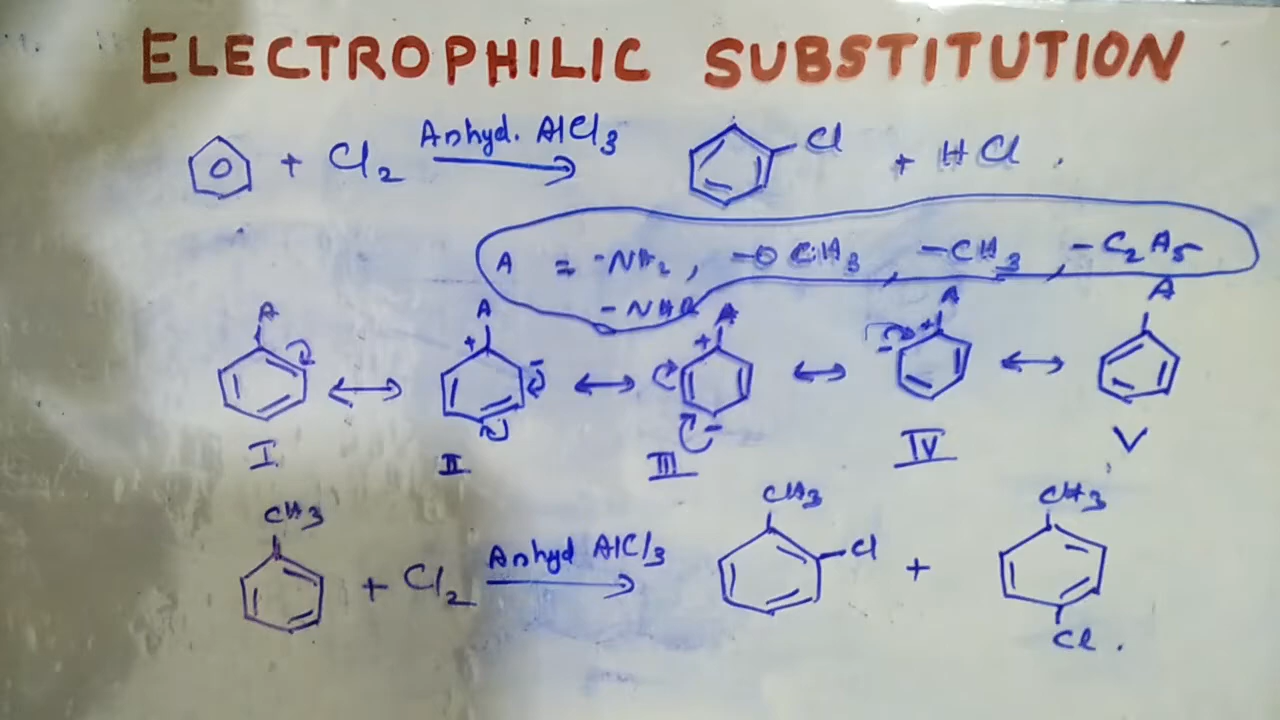 ELECTROPHILIC SUBSTITUTION
+ Cl2 Anhyd. AlCl3 → Cl + HCl .
A = -NH2, -OCH3, -CH3, -C2H5
-NHR
A A + A + A + A
- - -
I ↔ II ↔ III ↔ IV ↔ V
CH3 CH3 CH3
+ Cl2 Anhyd AlCl3 → Cl +
Cl .